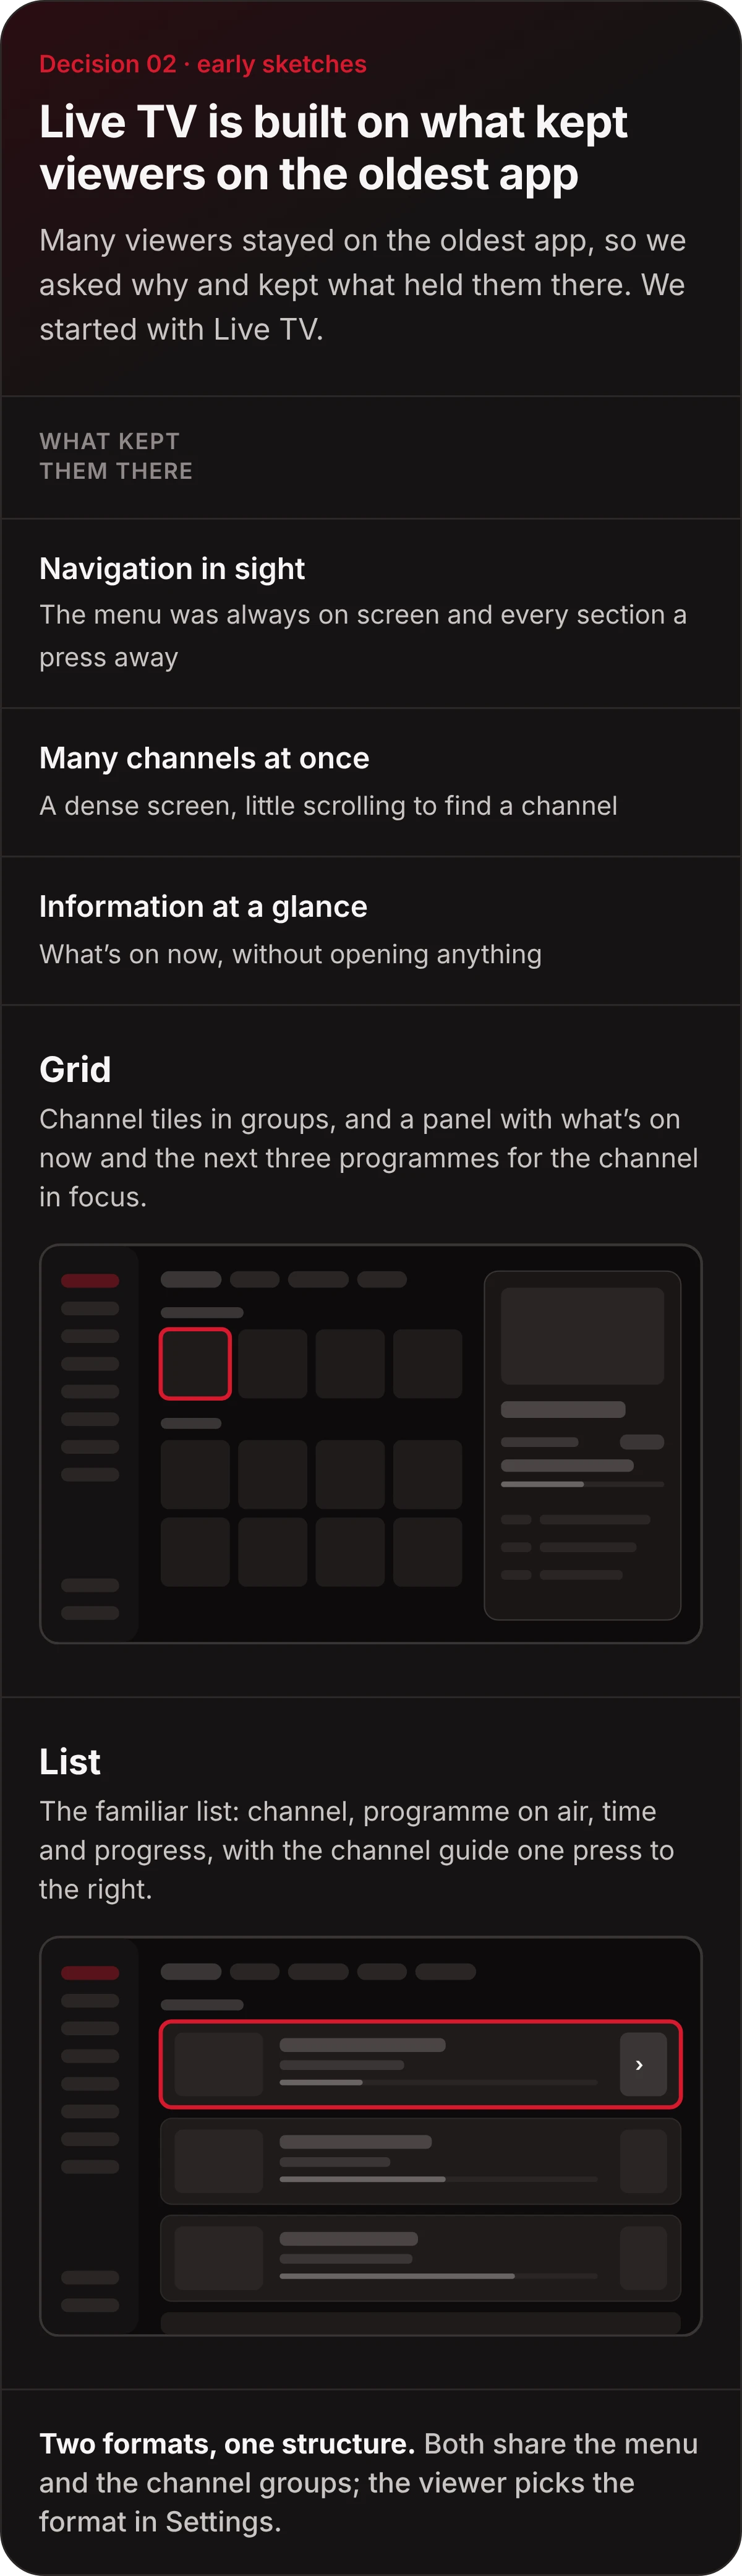 Decision 02 · early sketches
Live TV is built on what kept
viewers on the oldest app
Many viewers stayed on the oldest app, so we
asked why and kept what held them there. We
started with Live TV.
WHAT KEPT
THEM THERE
Navigation in sight
The menu was always on screen and every section a
press away
Many channels at once
A dense screen, little scrolling to find a channel
Information at a glance
What’s on now, without opening anything
Grid
Channel tiles in groups, and a panel with what’s on
now and the next three programmes for the channel
in focus.
List
The familiar list: channel, programme on air, time
and progress, with the channel guide one press to
the right.
›
Two formats, one structure. Both share the menu
and the channel groups; the viewer picks the
format in Settings.